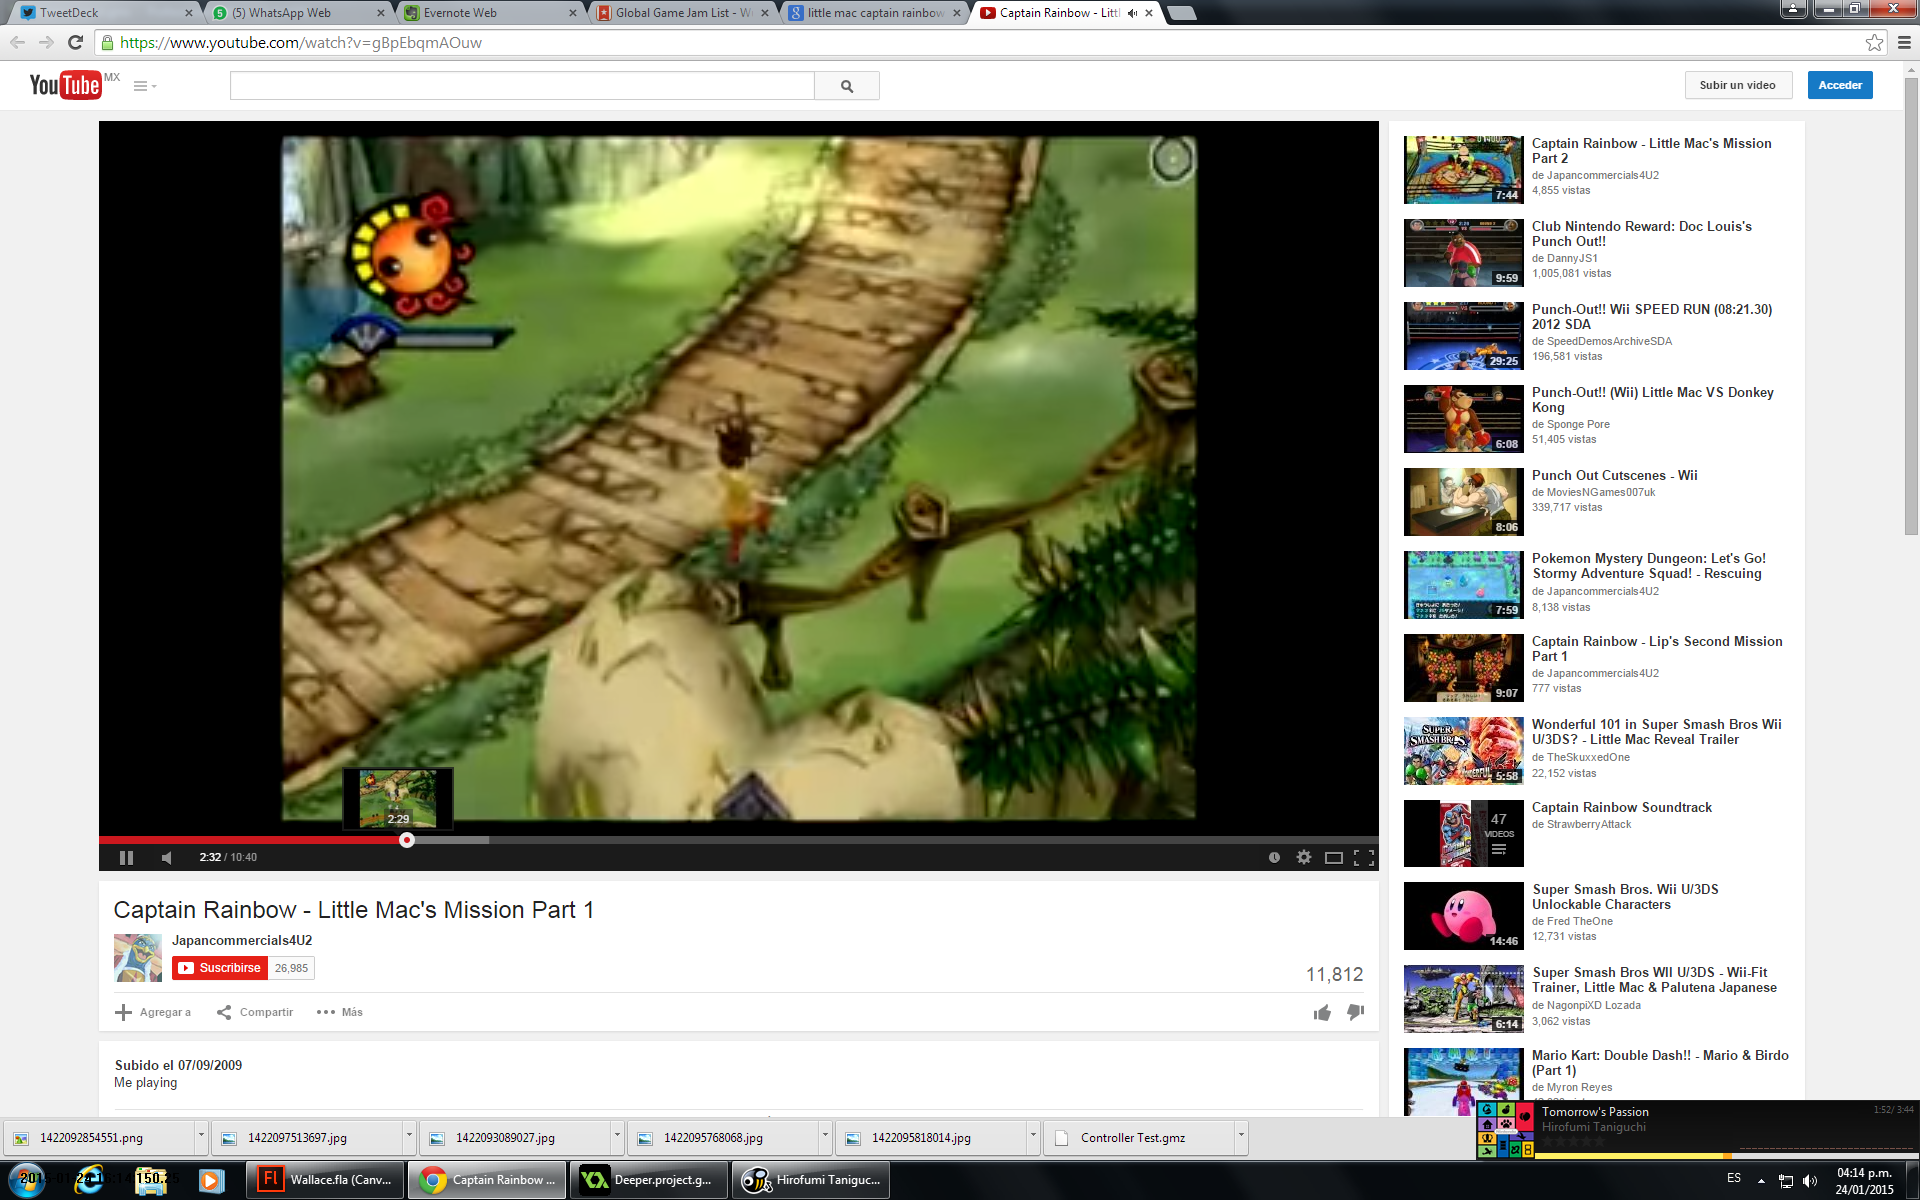 TweetDeck
(5) WhatsApp Web
Evernote Web
Global Game Jam List - W
little mac captain rainbow
Captain Rainbow - Littl
https://www.youtube.com/watch?v=gBpEbqmAOuw
YouTube MX
Subir un video
Acceder
2:29
2:32 / 10:40
Captain Rainbow - Little Mac's Mission Part 1
Japancommercials4U2
Suscribirse 26,985
11,812
Agregar a
Compartir
Más
Subido el 07/09/2009
Me playing
Captain Rainbow - Little Mac's Mission
Part 2
de Japancommercials4U2
4,855 vistas
7:44
Club Nintendo Reward: Doc Louis's
Punch Out!!
de DannyJS1
1,005,081 vistas
9:59
Punch-Out!! Wii SPEED RUN (08:21.30)
2012 SDA
de SpeedDemosArchiveSDA
196,581 vistas
29:25
Punch-Out!! (Wii) Little Mac VS Donkey
Kong
de Sponge Pore
51,405 vistas
6:08
Punch Out Cutscenes - Wii
de MoviesNGames007uk
339,717 vistas
8:06
Pokemon Mystery Dungeon: Let's Go!
Stormy Adventure Squad! - Rescuing
de Japancommercials4U2
8,138 vistas
7:59
Captain Rainbow - Lip's Second Mission
Part 1
de Japancommercials4U2
777 vistas
9:07
Wonderful 101 in Super Smash Bros Wii
U/3DS? - Little Mac Reveal Trailer
de TheSkuxxedOne
22,152 vistas
SUPER
SMASH BROS.
5:58
Captain Rainbow Soundtrack
de StrawberryAttack
47
VIDEOS
Super Smash Bros. Wii U/3DS
Unlockable Characters
de Fred TheOne
12,731 vistas
14:46
Super Smash Bros WII U/3DS - Wii-Fit
Trainer, Little Mac & Palutena Japanese
de NagonpiXD Lozada
3,062 vistas
6:14
Mario Kart: Double Dash!! - Mario & Birdo
(Part 1)
de Myron Reyes
Tomorrow's Passion
Hirofumi Taniguchi
1:52/ 3:44
1422092854551.png
1422097513697.jpg
1422093089027.jpg
1422095768068.jpg
1422095818014.jpg
Controller Test.gmz
Fl
Wallace.fla (Canv...
Captain Rainbow ...
Deeper.project.g...
Hirofumi Taniguc...
ES
04:14 p.m.
24/01/2015